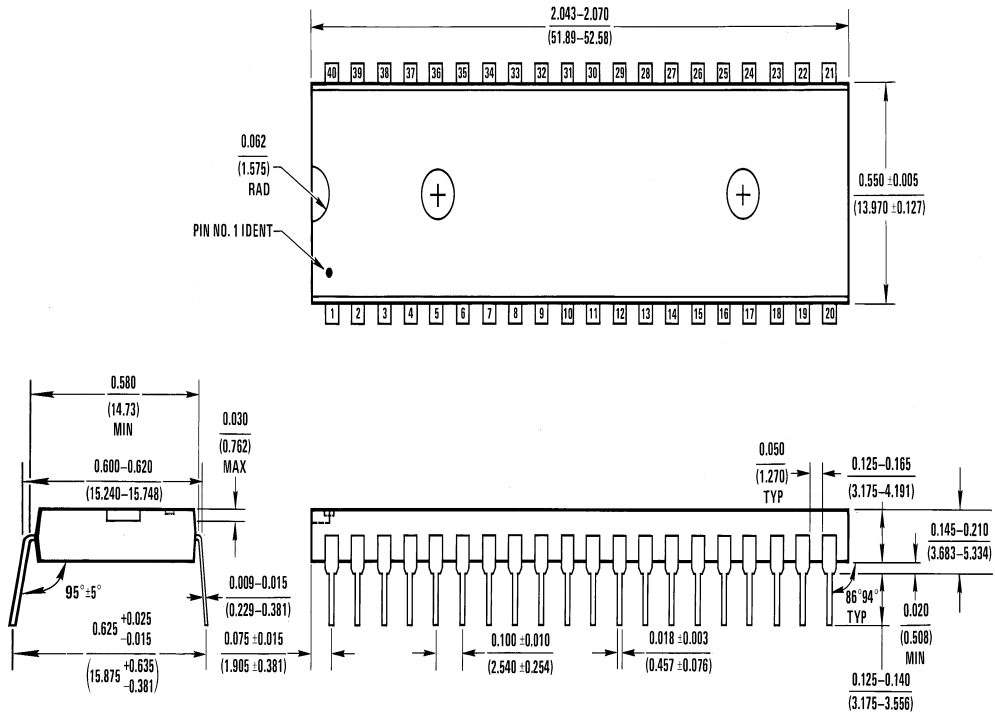 2.043–2.070
(51.89–52.58)
40 39 38 37 36 35 34 33 32 31 30 29 28 27 26 25 24 23 22 21
0.062
(1.575)
RAD
PIN NO. 1 IDENT
0.550 ±0.005
(13.970 ±0.127)
1 2 3 4 5 6 7 8 9 10 11 12 13 14 15 16 17 18 19 20
0.580
(14.73)
MIN
0.030
(0.762)
MAX
0.600–0.620
(15.240–15.748)
95°±5°
0.009–0.015
(0.229–0.381)
0.625 +0.025 -0.015
(15.875 +0.635 -0.381)
0.075 ±0.015
(1.905 ±0.381)
0.100 ±0.010
(2.540 ±0.254)
0.018 ±0.003
(0.457 ±0.076)
0.050
(1.270)
TYP
0.125–0.165
(3.175–4.191)
0.145–0.210
(3.683–5.334)
86°94°
TYP
0.020
(0.508)
MIN
0.125–0.140
(3.175–3.556)